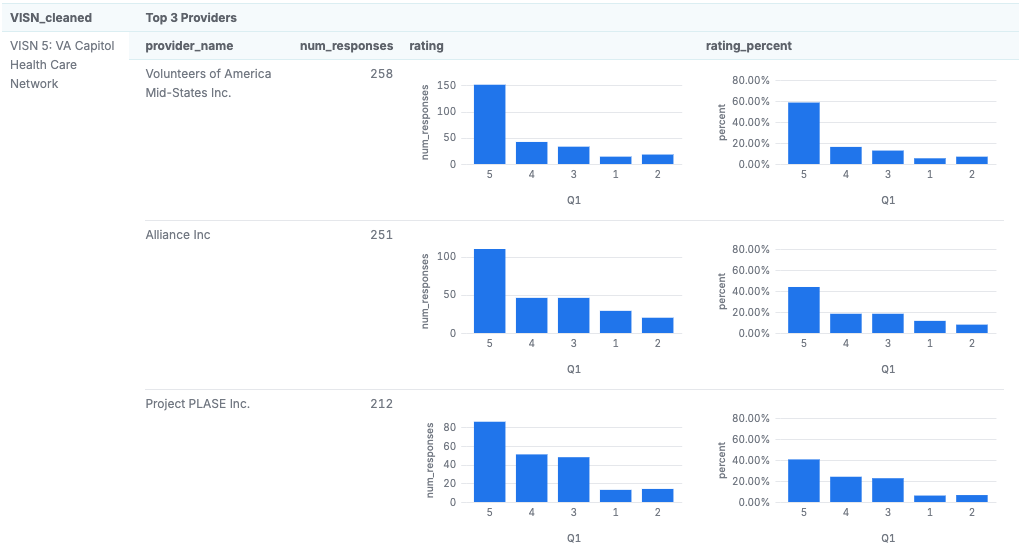 VISN_cleaned
Top 3 Providers
VISN 5: VA Capitol
Health Care
Network
provider_name
num_responses
rating
rating_percent
Volunteers of America
Mid-States Inc.
258
num_responses
150
100
50
0
5 4 3 1 2
Q1
percent
80.00%
60.00%
40.00%
20.00%
0.00%
5 4 3 1 2
Q1
Alliance Inc
251
num_responses
100
50
0
5 4 3 1 2
Q1
percent
80.00%
60.00%
40.00%
20.00%
0.00%
5 4 3 1 2
Q1
Project PLASE Inc.
212
num_responses
80
60
40
20
0
5 4 3 1 2
Q1
percent
80.00%
60.00%
40.00%
20.00%
0.00%
5 4 3 1 2
Q1